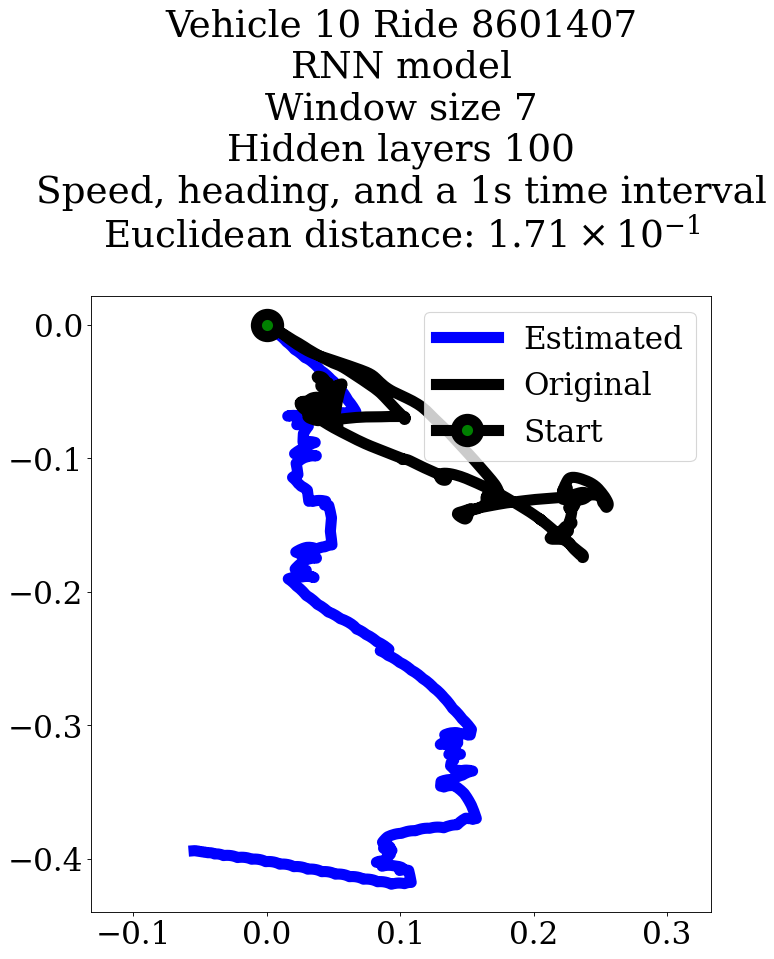 Vehicle 10 Ride 8601407
RNN model
Window size 7
Hidden layers 100
Speed, heading, and a 1s time interval
Euclidean distance: 1.71 × 10⁻¹
Estimated
Original
Start
0.0
−0.1
−0.2
−0.3
−0.4
−0.1 0.0 0.1 0.2 0.3